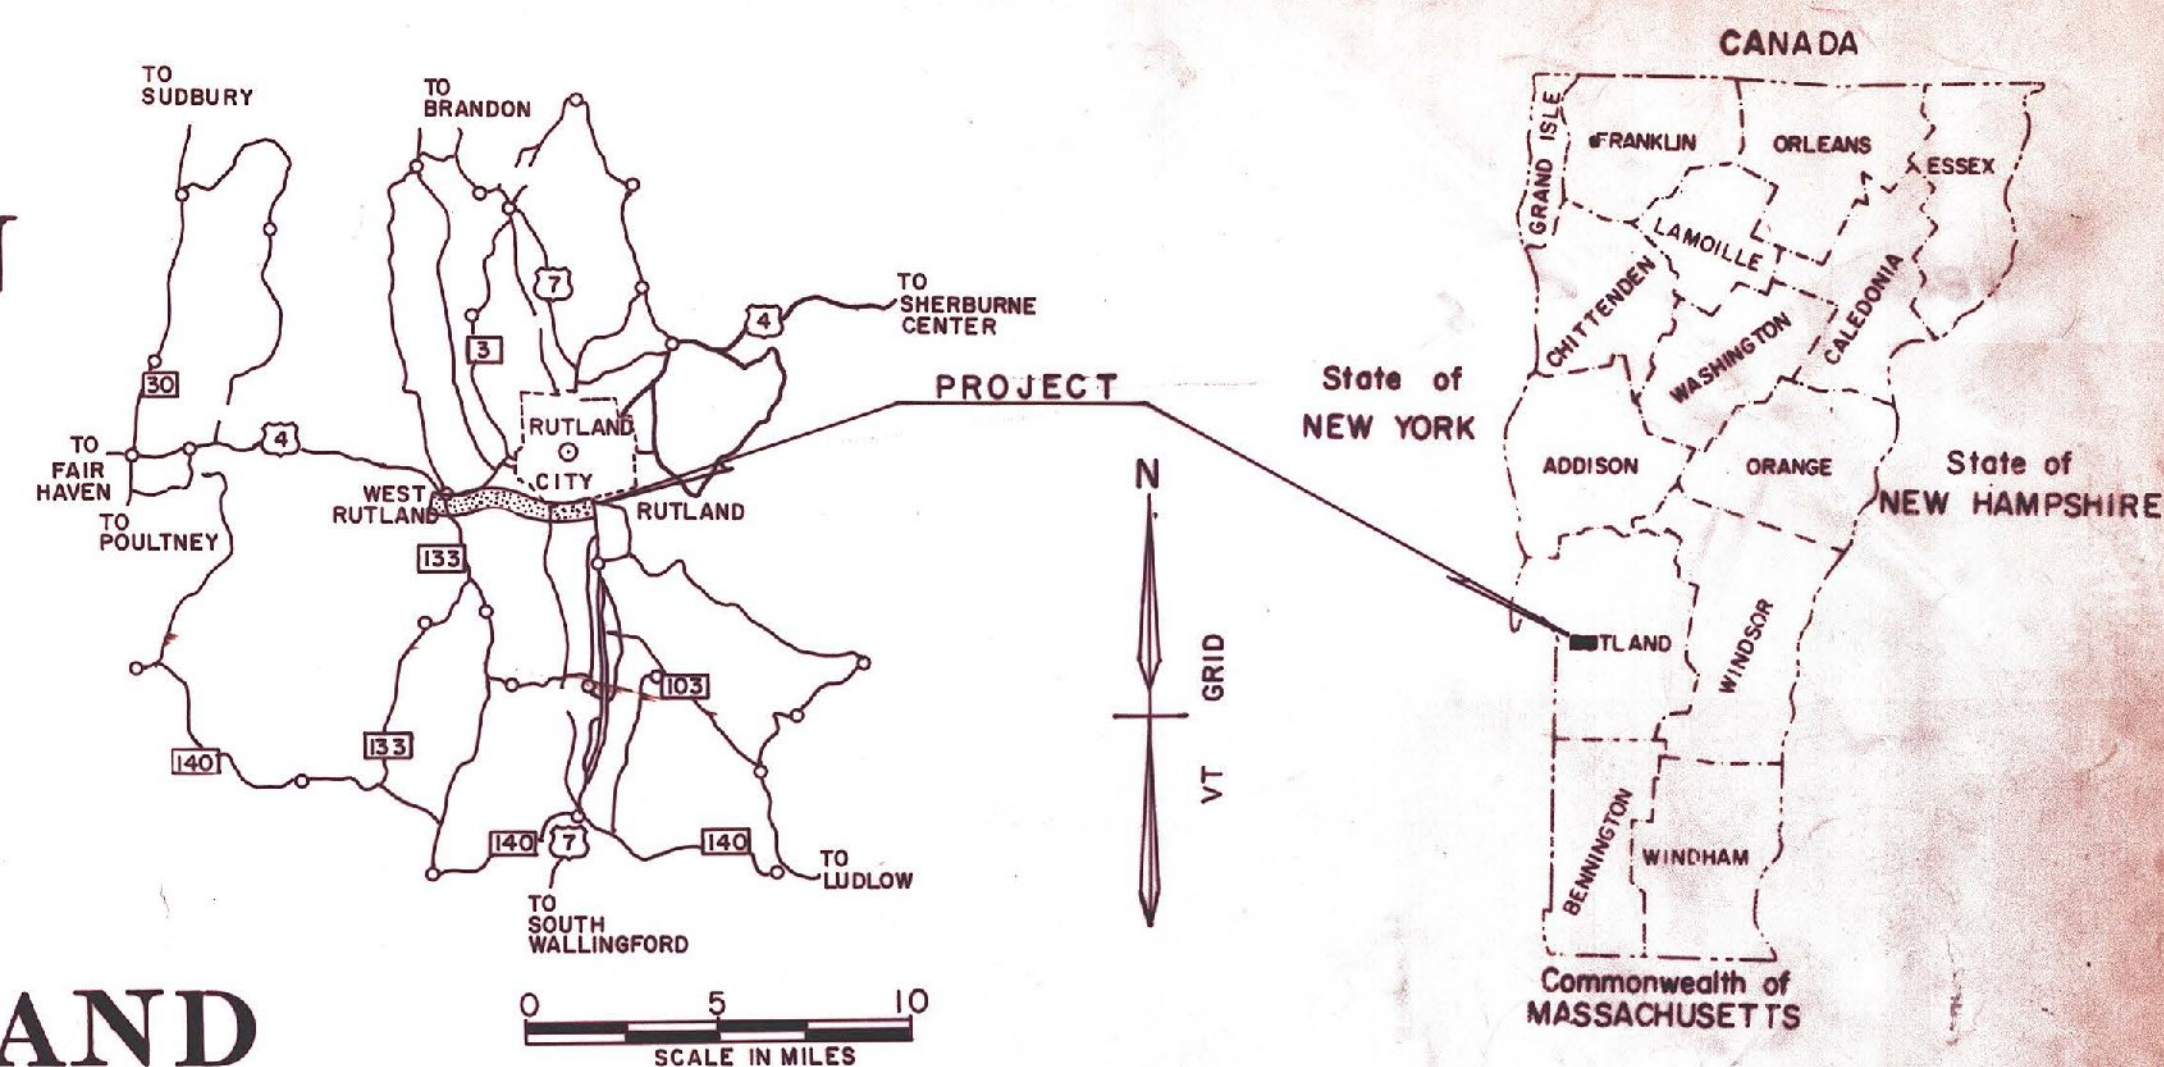 TO
SUDBURY
TO
BRANDON
7
4
TO
SHERBURNE
CENTER
3
30
RUTLAND
CITY
4
TO
FAIR
HAVEN
TO
POULTNEY
WEST
RUTLAND
RUTLAND
133
103
133
140
140
7
140
TO
LUDLOW
TO
SOUTH
WALLINGFORD
0 5 10
SCALE IN MILES
AND
PROJECT
N
VT GRID
CANADA
GRAND ISLE
FRANKLIN
ORLEANS
ESSEX
LAMOILLE
CHITTENDEN
WASHINGTON
CALEDONIA
State of
NEW YORK
ADDISON
ORANGE
State of
NEW HAMPSHIRE
TLAND
WINDSOR
BENNINGTON
WINDHAM
Commonwealth of
MASSACHUSETTS